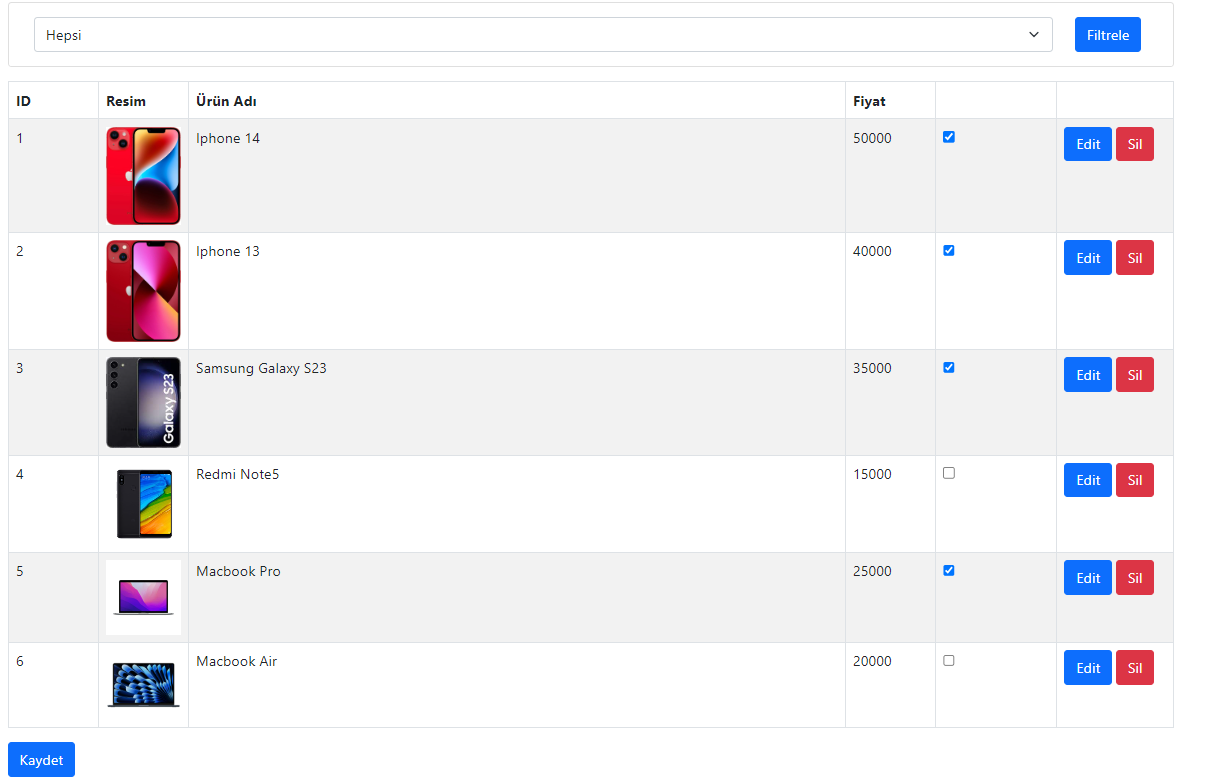 Hepsi Filtrele
ID Resim Ürün Adı Fiyat
1 Iphone 14 50000 Edit Sil
2 Iphone 13 40000 Edit Sil
3 Galaxy S23 Samsung Galaxy S23 35000 Edit Sil
4 Redmi Note5 15000 Edit Sil
5 Macbook Pro 25000 Edit Sil
6 Macbook Air 20000 Edit Sil
Kaydet